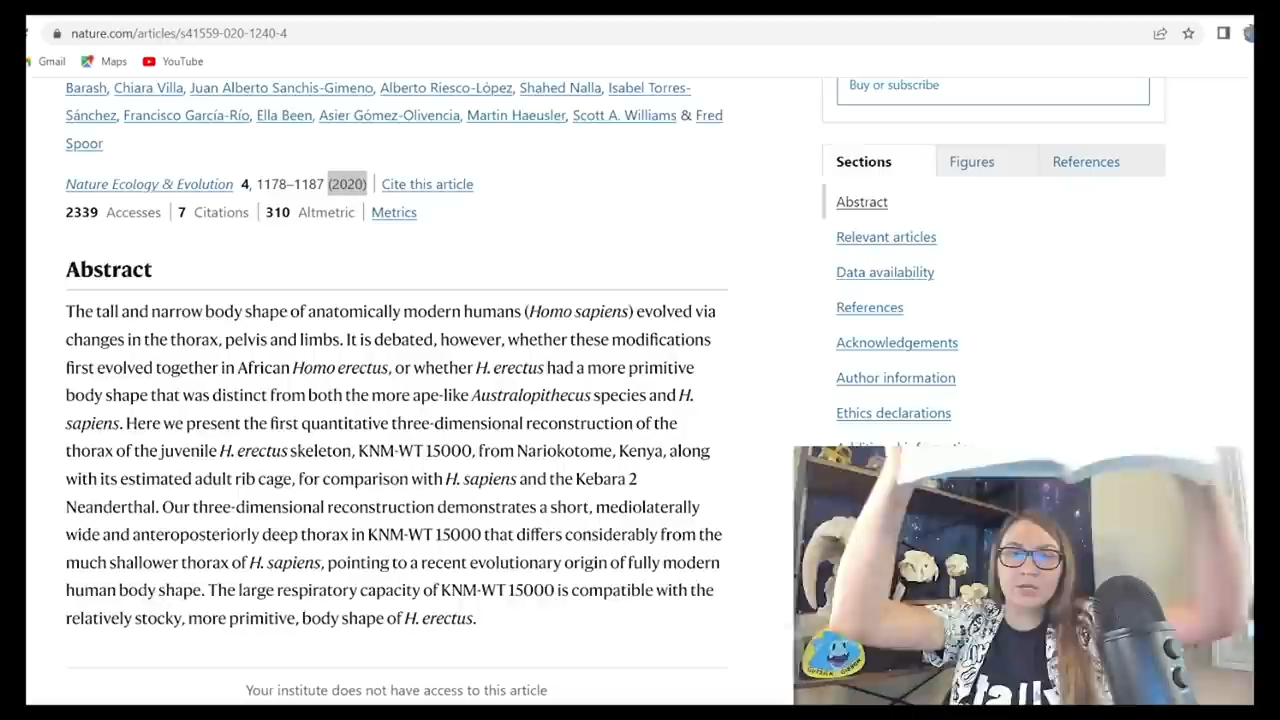 nature.com/articles/s41559-020-1240-4
Gmail Maps YouTube
Barash, Chiara Villa, Juan Alberto Sanchis-Gimeno, Alberto Riesco-López, Shahed Nalla, Isabel Torres-
Sánchez, Francisco García-Río, Ella Been, Asier Gómez-Olivencia, Martin Haeusler, Scott A. Williams & Fred
Spoor
Nature Ecology & Evolution 4, 1178–1187 (2020) Cite this article
2339 Accesses 7 Citations 310 Altmetric Metrics
Abstract
The tall and narrow body shape of anatomically modern humans (Homo sapiens) evolved via
changes in the thorax, pelvis and limbs. It is debated, however, whether these modifications
first evolved together in African Homo erectus, or whether H. erectus had a more primitive
body shape that was distinct from both the more ape-like Australopithecus species and H.
sapiens. Here we present the first quantitative three-dimensional reconstruction of the
thorax of the juvenile H. erectus skeleton, KNM-WT 15000, from Nariokotome, Kenya, along
with its estimated adult rib cage, for comparison with H. sapiens and the Kebara 2
Neanderthal. Our three-dimensional reconstruction demonstrates a short, mediolaterally
wide and anteroposteriorly deep thorax in KNM-WT 15000 that differs considerably from the
much shallower thorax of H. sapiens, pointing to a recent evolutionary origin of fully modern
human body shape. The large respiratory capacity of KNM-WT 15000 is compatible with the
relatively stocky, more primitive, body shape of H. erectus.
Your institute does not have access to this article
Buy or subscribe
Sections Figures References
Abstract
Relevant articles
Data availability
References
Acknowledgements
Author information
Ethics declarations
GUTSICK GIBBON